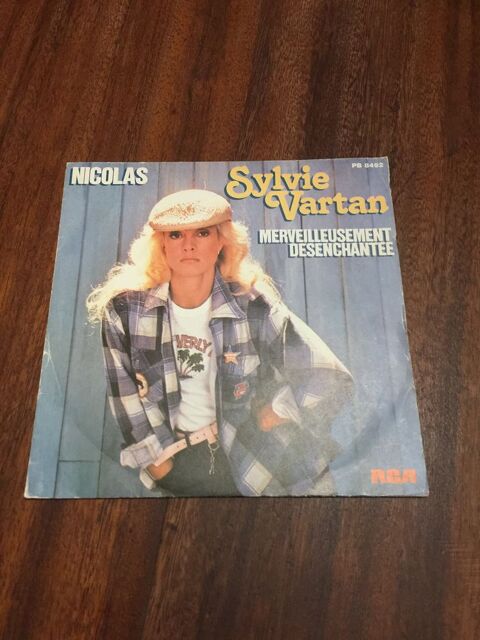 NICOLAS
PB 8492
Sylvie
Vartan
MERVEILLEUSEMENT
DESENCHANTEE
RCA